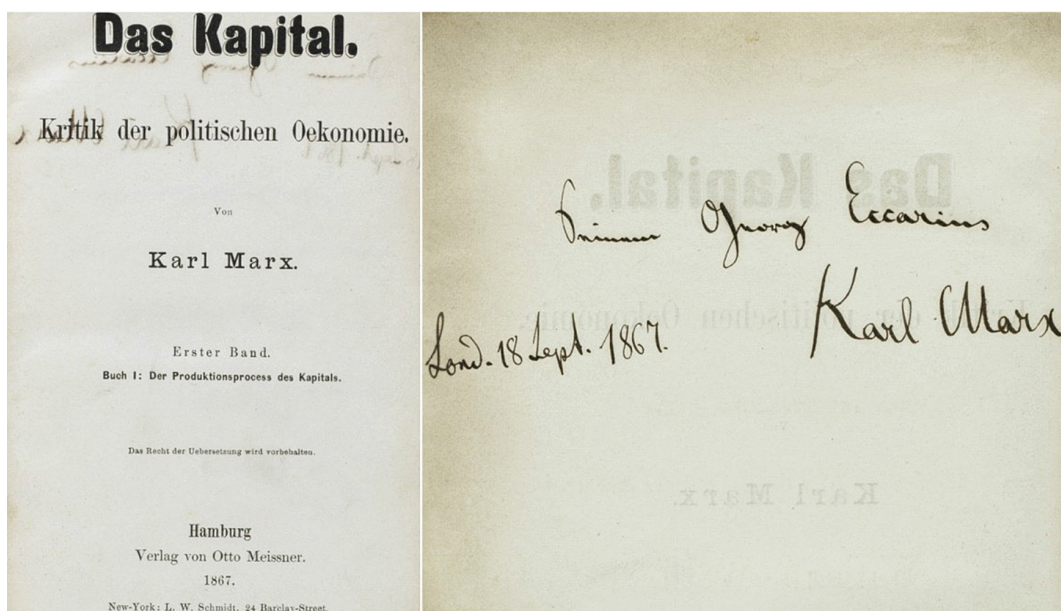 Das Kapital.
Kritik der politischen Oekonomie.
Von
Karl Marx.
Erster Band.
Buch I: Der Produktionsprocess des Kapitals.
Das Recht der Uebersetzung wird vorbehalten.
Hamburg
Verlag von Otto Meissner.
1867.
New-York: L. W. Schmidt. 24 Barclay-Street.
Seinem Georg Eccarius
Karl Marx
Lond. 18 Sept. 1867.